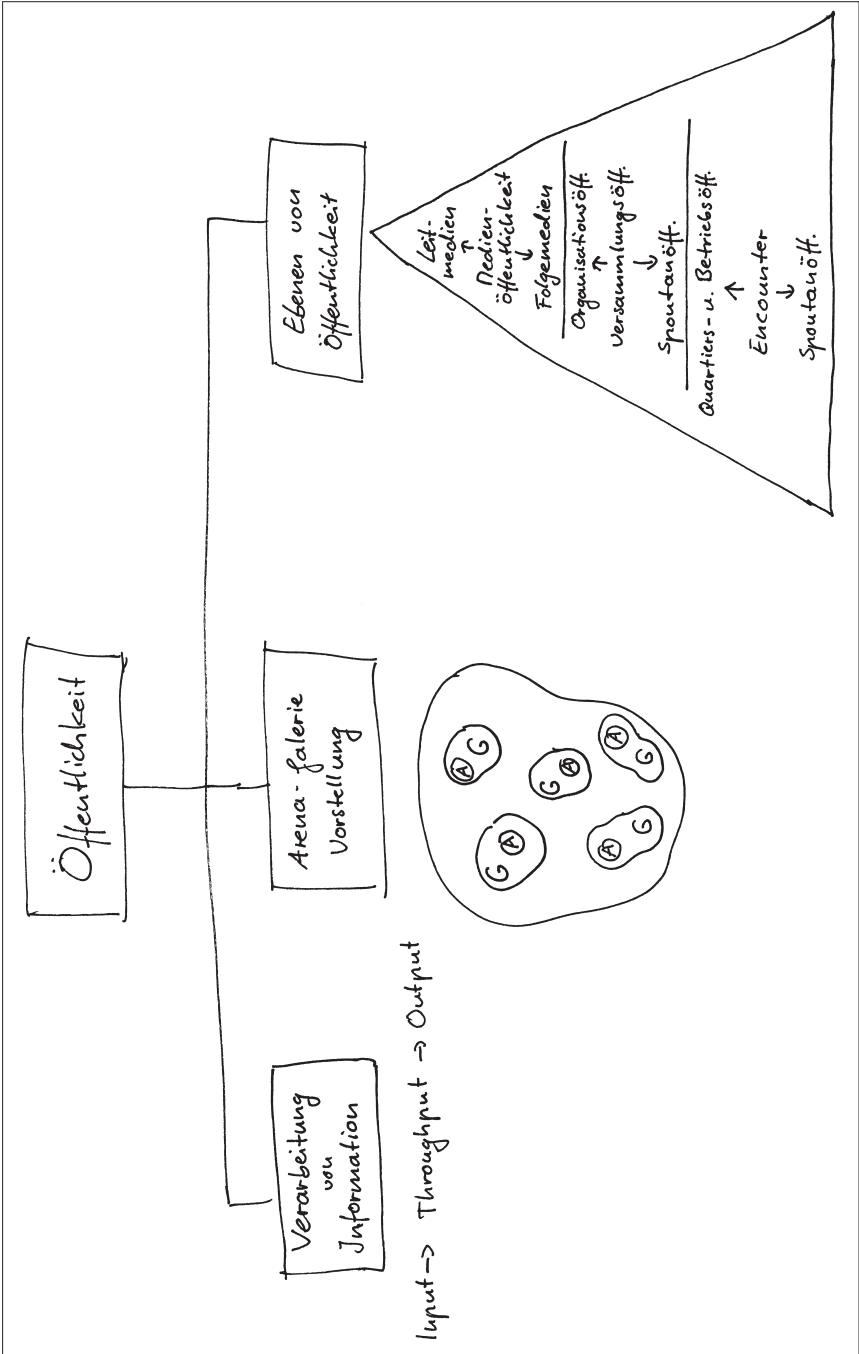 Öffentlichkeit
Verarbeitung
von
Information
Input → Throughput → Output
Arena-Galerie
Vorstellung
G A
A G
G A
A G
A G
Ebenen von
Öffentlichkeit
Leit-
medien
↑
Medien-
öffentlichkeit
↓
Folgemedien
Organisationsöff.
↑
Versammlungsöff.
↓
Spontanöff.
Quartiers- u. Betriebsöff.
↑
Encounter
↓
Spontanöff.